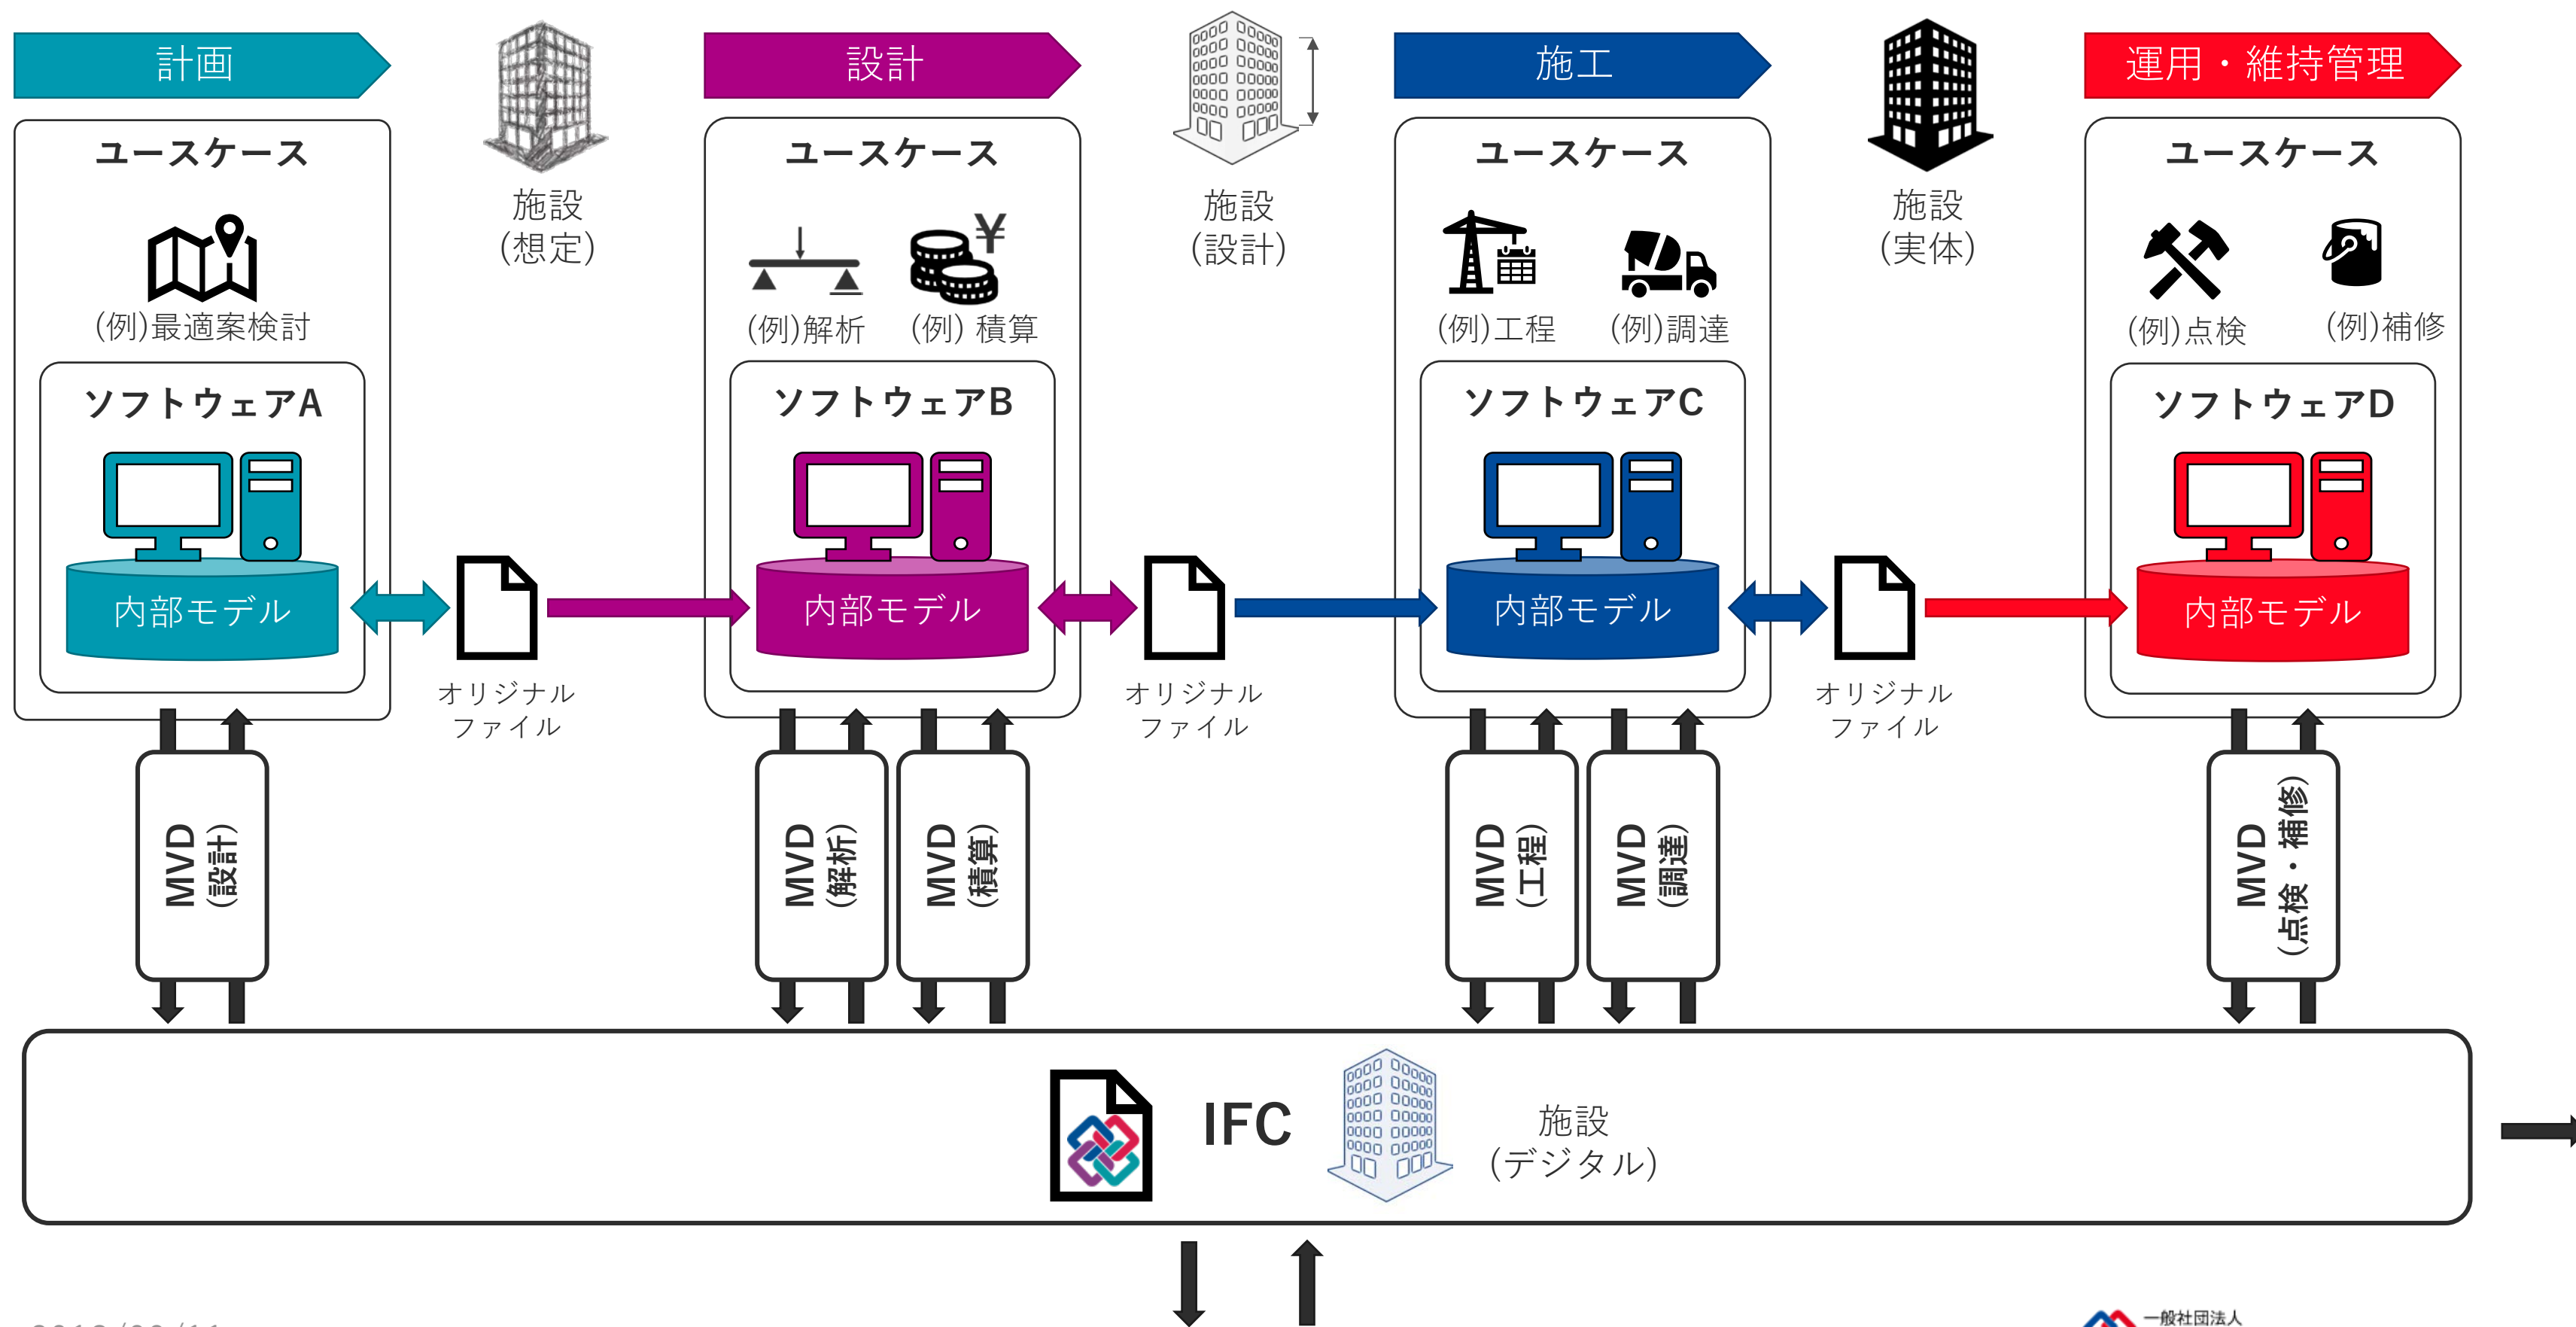 計画
設計
施工
運用・維持管理
ユースケース
(例)最適案検討
ソフトウェアA
内部モデル
施設
(想定)
オリジナル
ファイル
ユースケース
¥
(例)解析
(例) 積算
ソフトウェアB
内部モデル
施設
(設計)
オリジナル
ファイル
ユースケース
(例)工程
(例)調達
ソフトウェアC
内部モデル
施設
(実体)
オリジナル
ファイル
ユースケース
(例)点検
(例)補修
ソフトウェアD
内部モデル
MVD
(設計)
MVD
(解析)
MVD
(積算)
MVD
(工程)
MVD
(調達)
MVD
(点検・補修)
IFC
施設
(デジタル)
一般社団法人